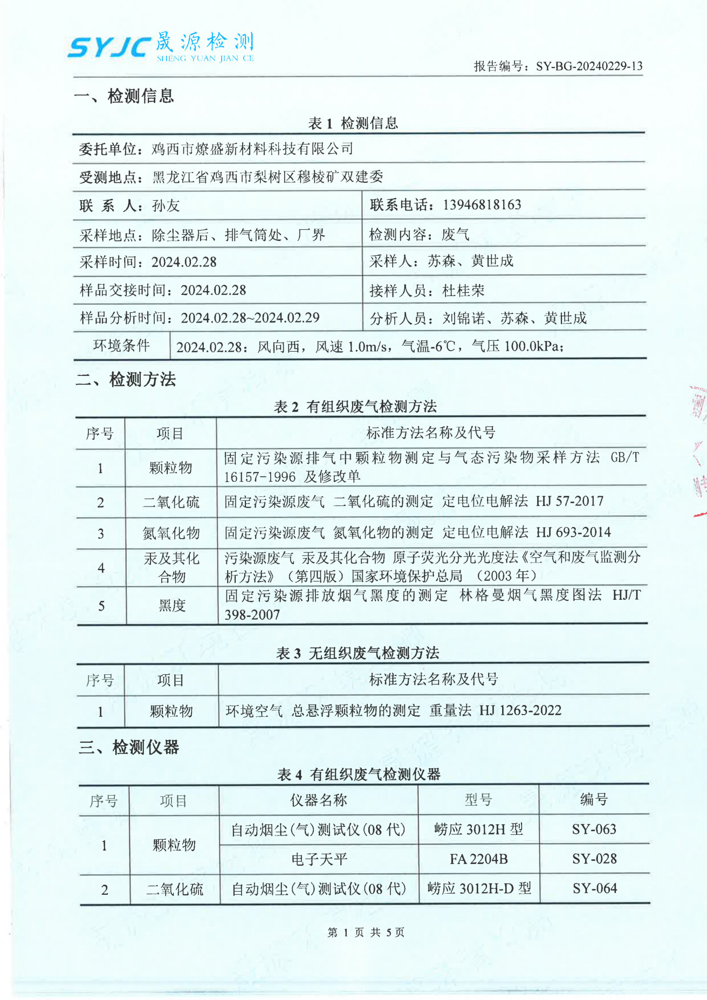 SYJC 晟源检测
SHENG YUAN JIAN CE
报告编号：SY-BG-20240229-13
一、检测信息
表 1 检测信息
委托单位：鸡西市燎盛新材料科技有限公司
受测地点：黑龙江省鸡西市梨树区穆棱矿双建委
联 系 人：孙友 联系电话：13946818163
采样地点：除尘器后、排气筒处、厂界 检测内容：废气
采样时间：2024.02.28 采样人：苏森、黄世成
样品交接时间：2024.02.28 接样人员：杜桂荣
样品分析时间：2024.02.28~2024.02.29 分析人员：刘锦诺、苏森、黄世成
环境条件 2024.02.28：风向西，风速 1.0m/s，气温-6℃，气压 100.0kPa；
二、检测方法
表 2 有组织废气检测方法
序号 项目 标准方法名称及代号
1 颗粒物 固定污染源排气中颗粒物测定与气态污染物采样方法 GB/T
16157-1996 及修改单
2 二氧化硫 固定污染源废气 二氧化硫的测定 定电位电解法 HJ 57-2017
3 氮氧化物 固定污染源废气 氮氧化物的测定 定电位电解法 HJ 693-2014
4 汞及其化 污染源废气 汞及其化合物 原子荧光分光光度法《空气和废气监测分
合物 析方法》（第四版）国家环境保护总局 （2003 年）
5 黑度 固定污染源排放烟气黑度的测定 林格曼烟气黑度图法 HJ/T
398-2007
表 3 无组织废气检测方法
序号 项目 标准方法名称及代号
1 颗粒物 环境空气 总悬浮颗粒物的测定 重量法 HJ 1263-2022
三、检测仪器
表 4 有组织废气检测仪器
序号 项目 仪器名称 型号 编号
1 颗粒物 自动烟尘(气)测试仪(08 代) 崂应 3012H 型 SY-063
电子天平 FA 2204B SY-028
2 二氧化硫 自动烟尘(气)测试仪(08 代) 崂应 3012H-D 型 SY-064
第 1 页 共 5 页